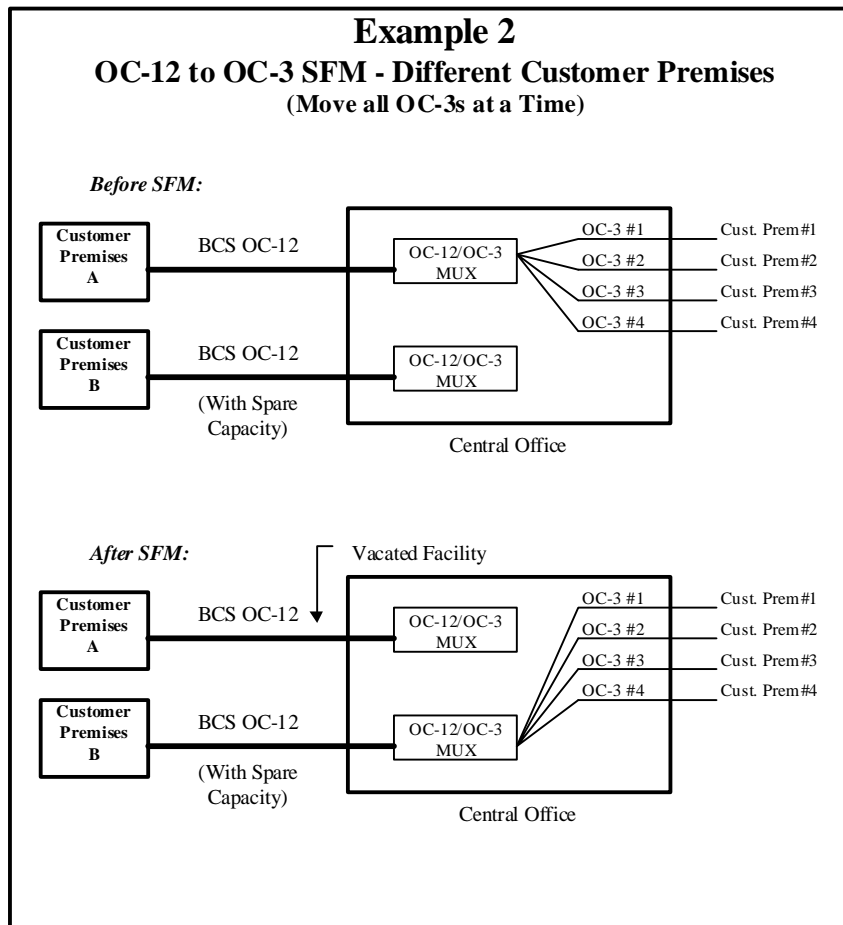 Example 2
OC-12 to OC-3 SFM - Different Customer Premises
(Move all OC-3s at a Time)
Before SFM:
Customer
Premises
A
BCS OC-12
OC-12/OC-3
MUX
OC-3 #1
Cust. Prem#1
OC-3 #2
Cust. Prem#2
OC-3 #3
Cust. Prem#3
OC-3 #4
Cust. Prem#4
Customer
Premises
B
BCS OC-12
(With Spare
Capacity)
OC-12/OC-3
MUX
Central Office
After SFM:
Vacated Facility
Customer
Premises
A
BCS OC-12
OC-12/OC-3
MUX
OC-3 #1
Cust. Prem#1
OC-3 #2
Cust. Prem#2
OC-3 #3
Cust. Prem#3
OC-3 #4
Cust. Prem#4
Customer
Premises
B
BCS OC-12
(With Spare
Capacity)
OC-12/OC-3
MUX
Central Office